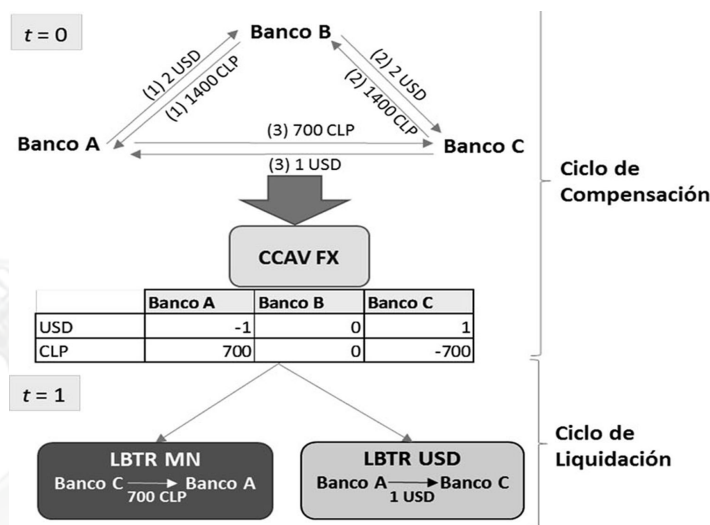 t = 0
Banco B
(1) 2 USD
(1) 1400 CLP
(2) 2 USD
(2) 1400 CLP
Banco A
(3) 700 CLP
Banco C
(3) 1 USD
Ciclo de
Compensación
CCAV FX
Banco A Banco B Banco C
USD -1 0 1
CLP 700 0 -700
t = 1
Ciclo de
Liquidación
LBTR MN
Banco C Banco A
700 CLP
LBTR USD
Banco A Banco C
1 USD